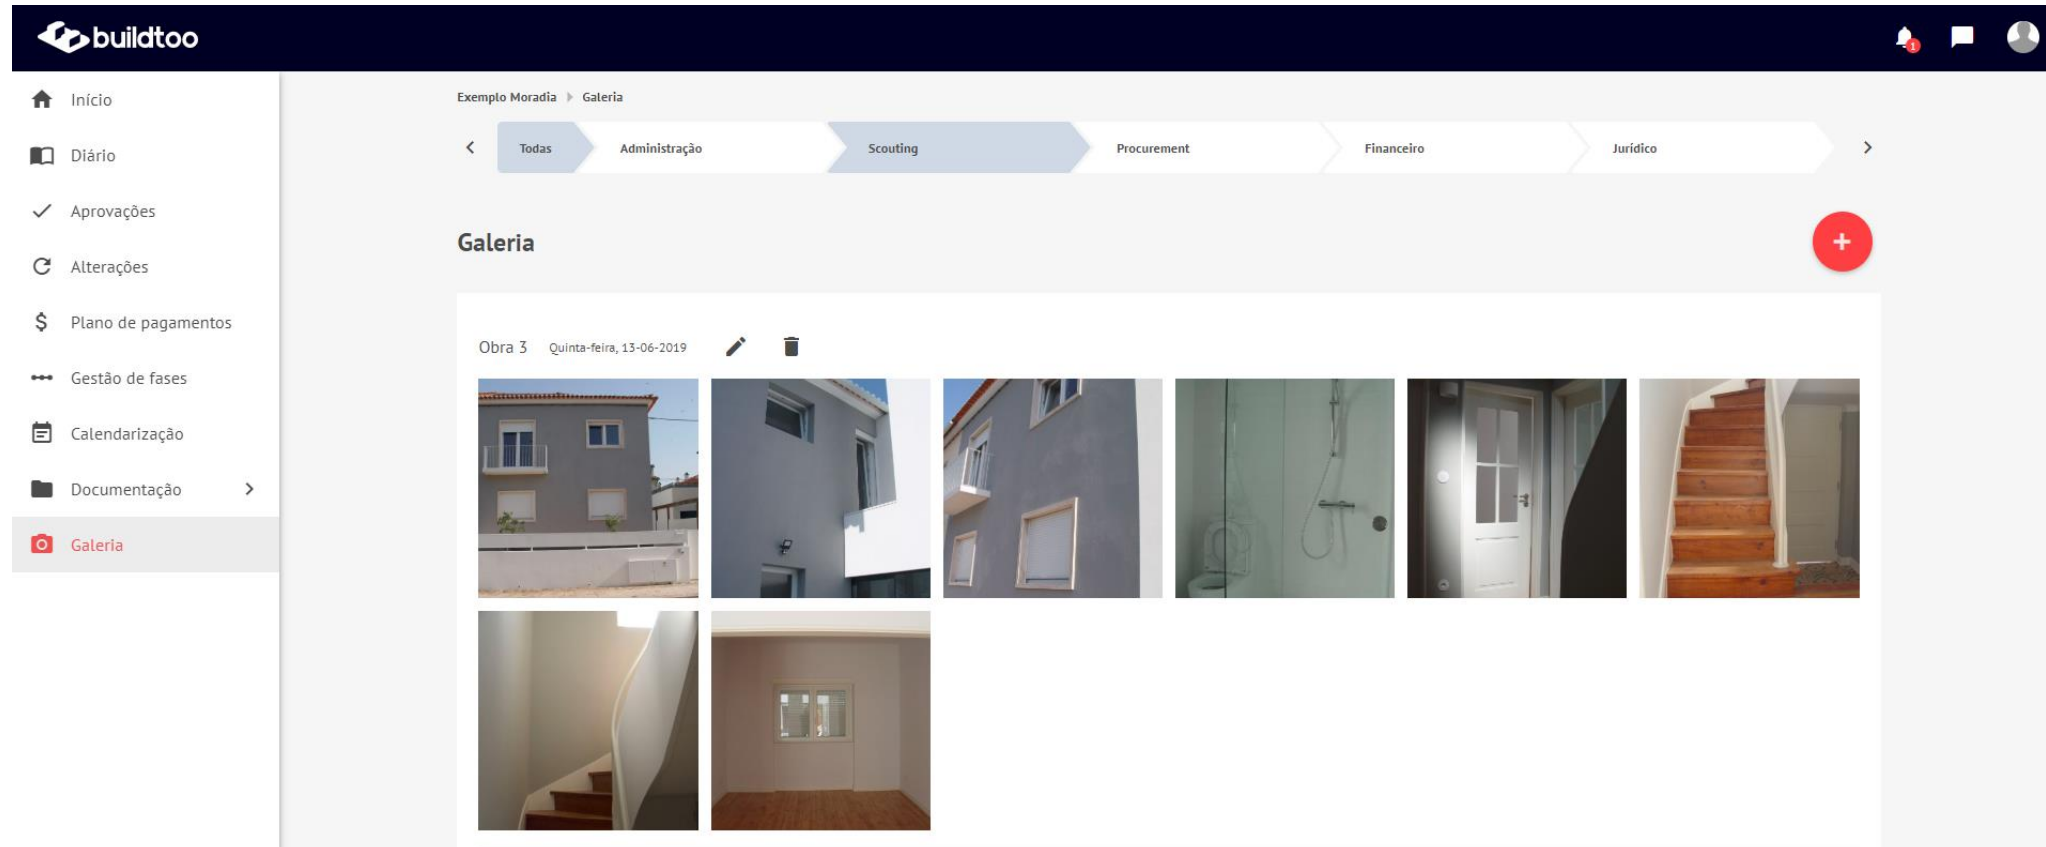 buildtoo
1
Início
Diário
Aprovações
Alterações
Plano de pagamentos
Gestão de fases
Calendarização
Documentação
Galeria
Exemplo Moradia Galeria
Todas Administração Scouting Procurement Financeiro Jurídico
Galeria
Obra 3 Quinta-feira, 13-06-2019